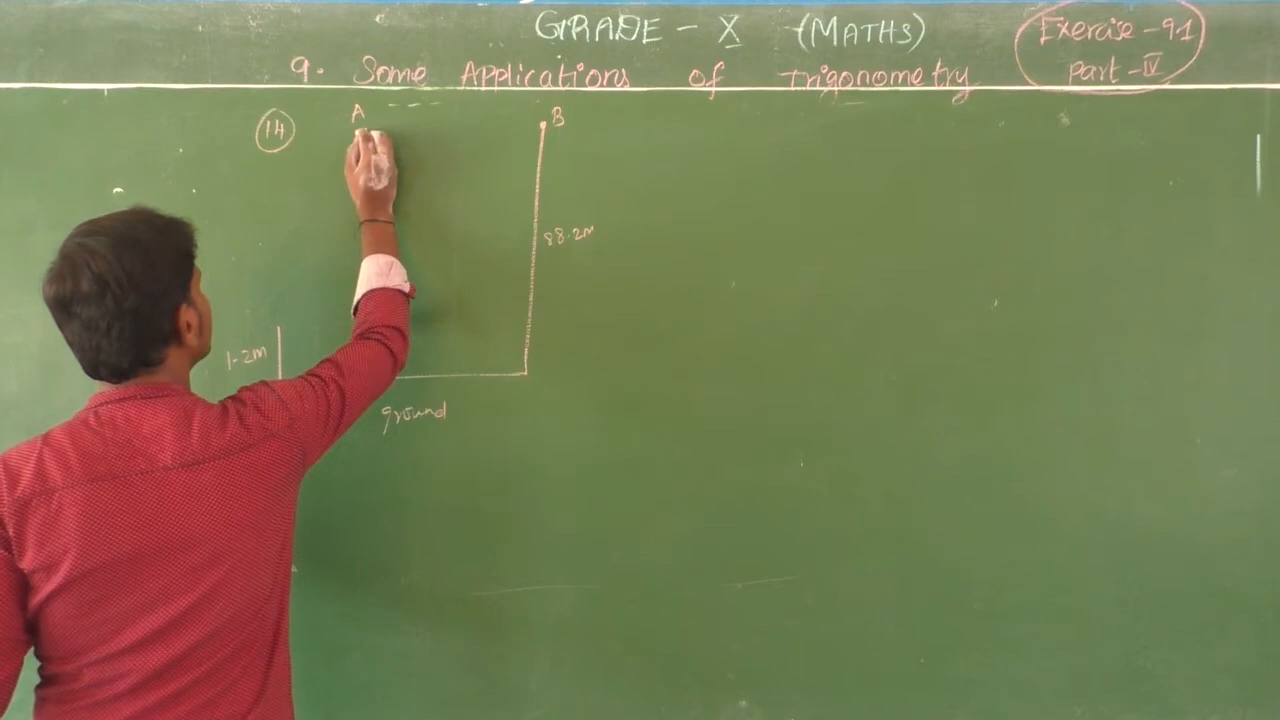 GRADE - X (MATHS)
Exercise - 9.1
part - IV
9. Some Applications of Trigonometry
14
A
B
88.2m
1.2m
ground